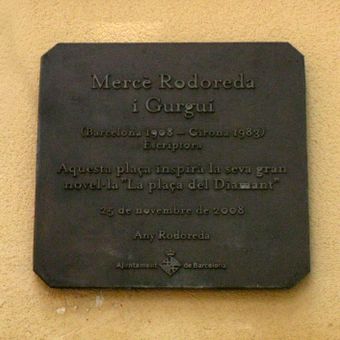 Mercè Rodoreda
i Gurguí
(Barcelona 1908 – Girona 1983)
Escriptora
Aquesta plaça inspirà la seva gran
novel·la "La plaça del Diamant"
25 de novembre de 2008
Any Rodoreda
Ajuntament de Barcelona